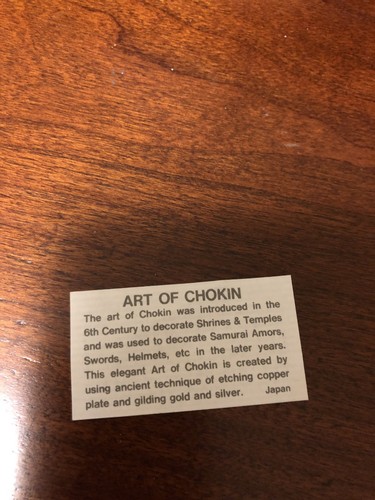 ART OF CHOKIN
The art of Chokin was introduced in the
6th Century to decorate Shrines & Temples
and was used to decorate Samurai Amors,
Swords, Helmets, etc in the later years.
This elegant Art of Chokin is created by
using ancient technique of etching copper
plate and gilding gold and silver. Japan